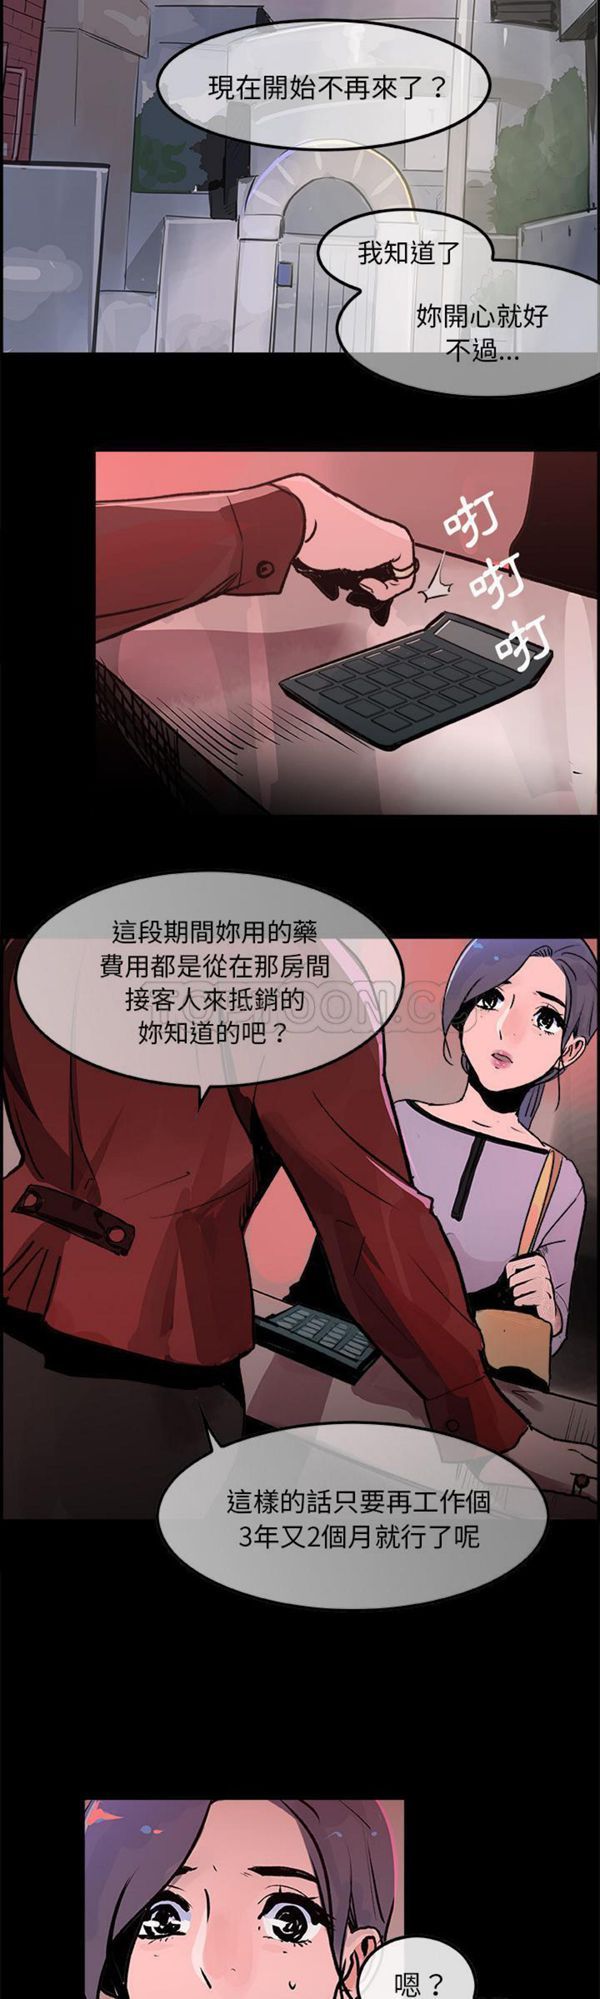 現在開始不再來了？
我知道了
妳開心就好
不過...
叮
叮
叮
這段期間妳用的藥
費用都是從在那房間
接客人來抵銷的
妳知道的吧？
這樣的話只要再工作個
3年又2個月就行了呢
嗯？